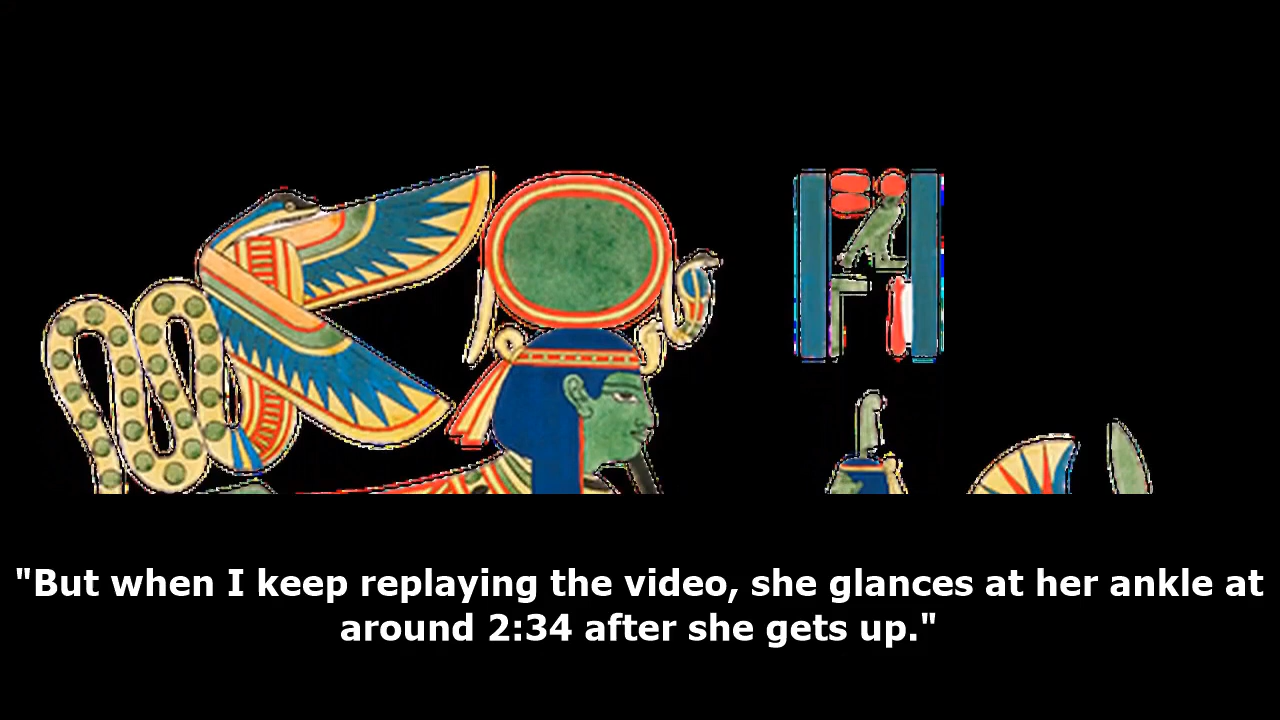 "But when I keep replaying the video, she glances at her ankle at
around 2:34 after she gets up."